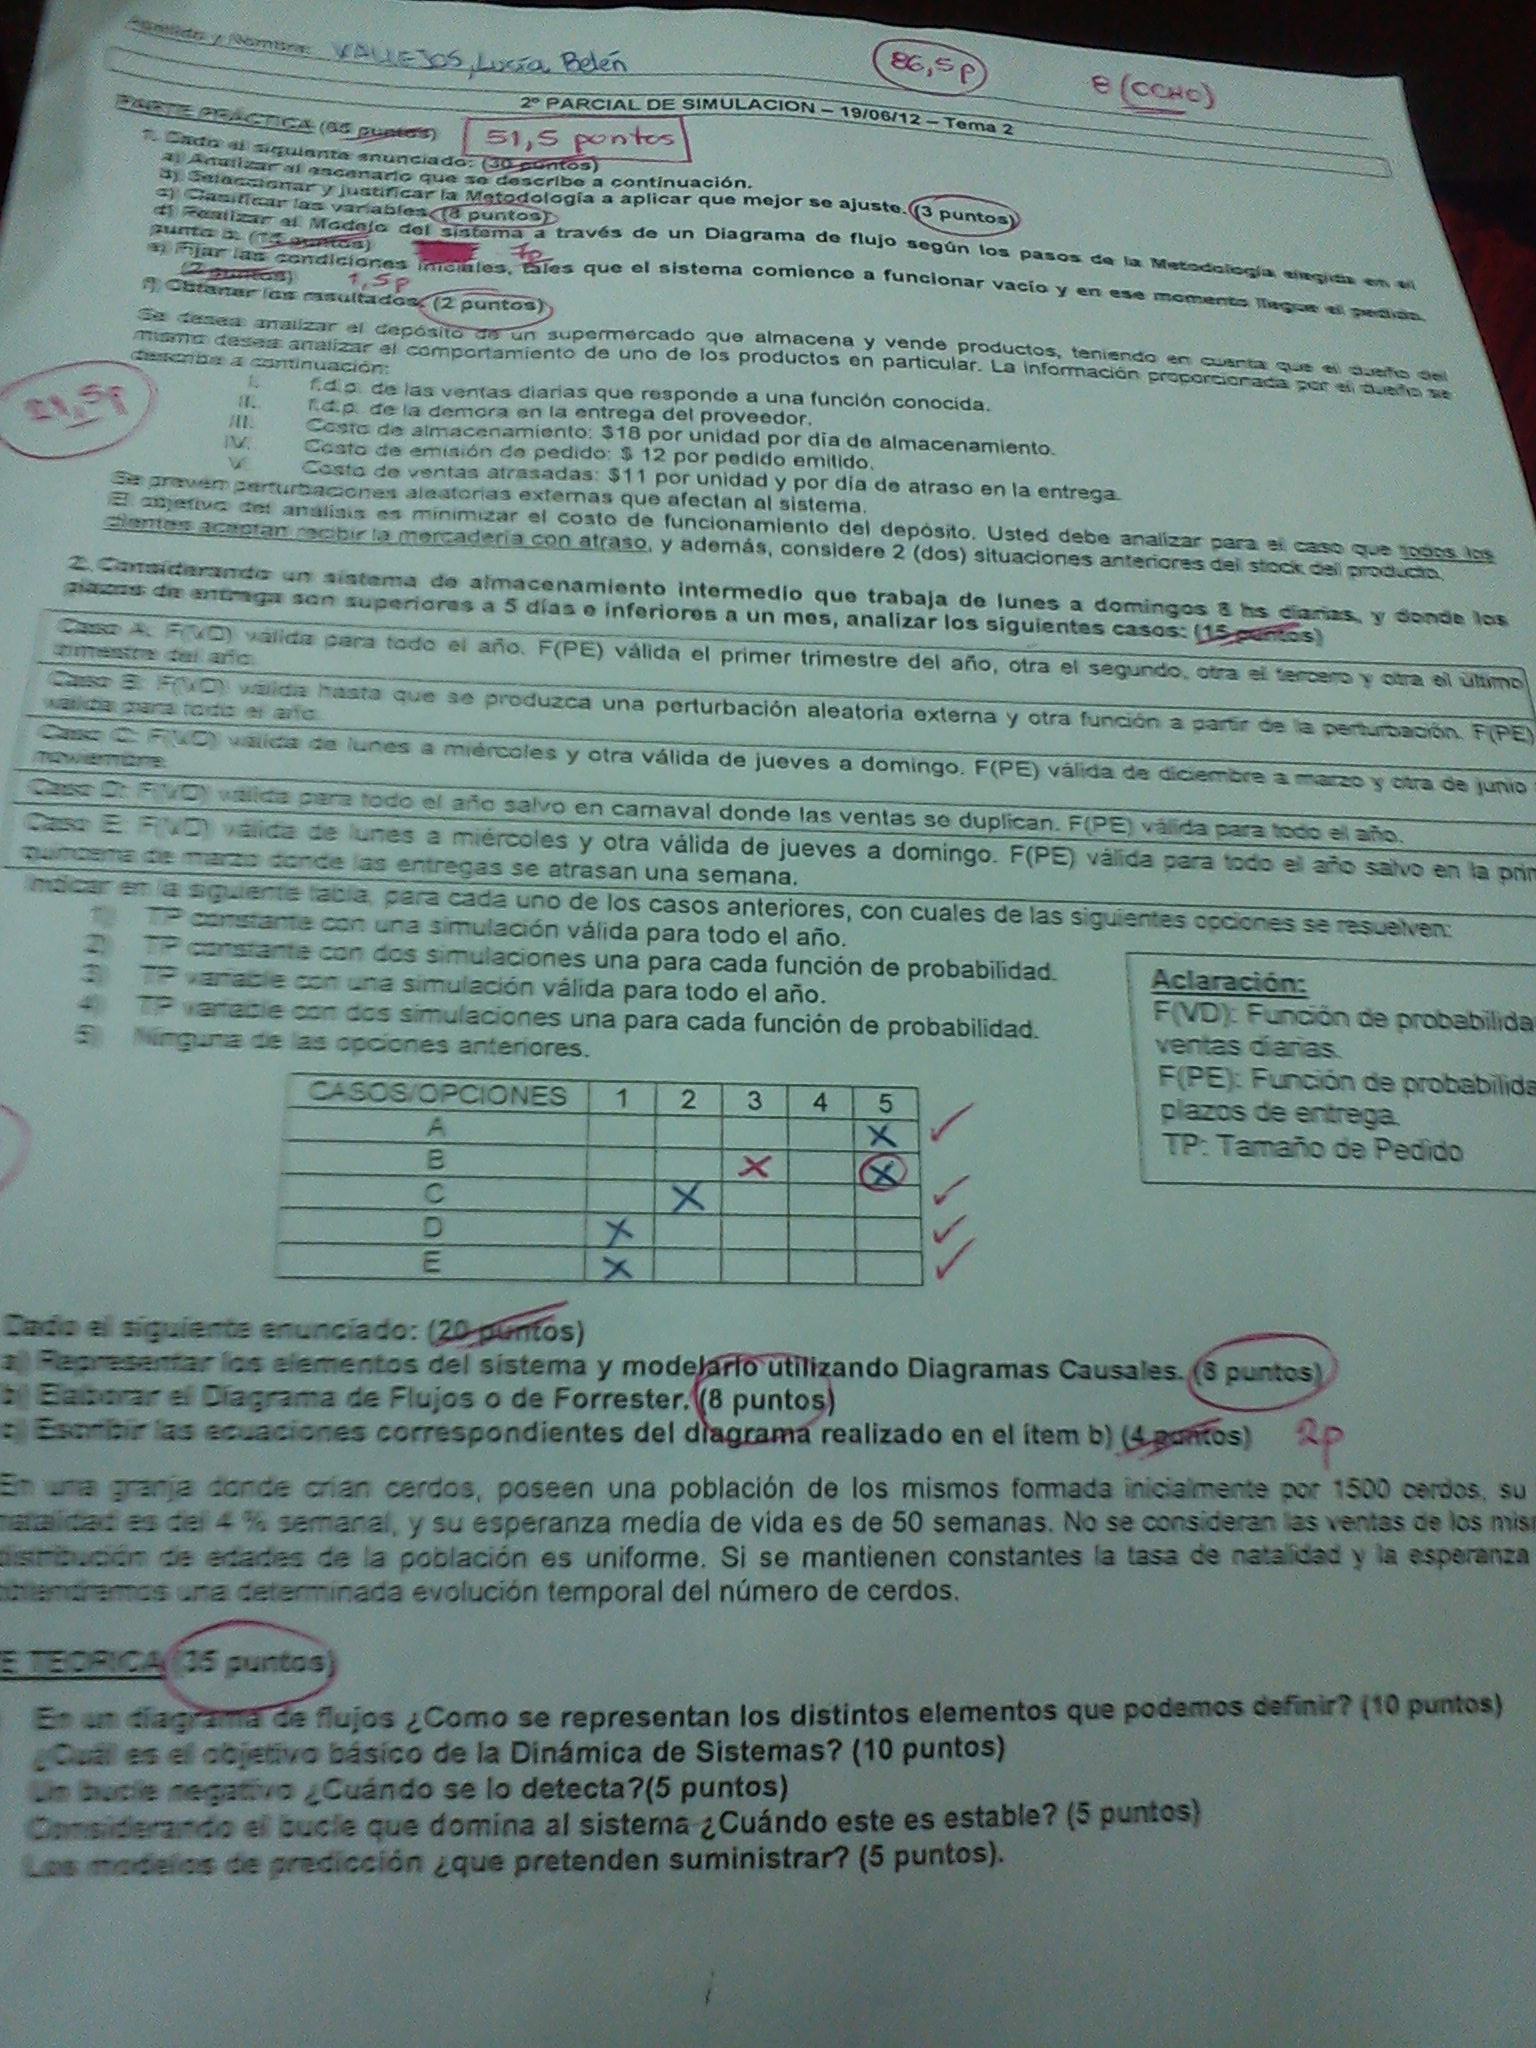 Apellido y Nombre: VALLEJOS, Lucía Belén
86,5p
8 (OCHO)
2º PARCIAL DE SIMULACION – 19/06/12 – Tema 2
PARTE PRÁCTICA (65 puntos)
51,5 puntos
1. Dado el siguiente enunciado: (30 puntos)
a) Analizar el escenario que se describe a continuación.
b) Seleccionar y justificar la Metodología a aplicar que mejor se ajuste. (3 puntos)
c) Clasificar las variables. (8 puntos)
d) Realizar el Modelo del sistema a través de un Diagrama de flujo según los pasos de la Metodología elegida en el
punto b. (15 puntos) 7p
e) Fijar las condiciones iniciales, tales que el sistema comience a funcionar vacío y en ese momento llegue el pedido.
(2 puntos) 1,5p
f) Obtener los resultados. (2 puntos)
Se desea analizar el depósito de un supermercado que almacena y vende productos, teniendo en cuenta que el dueño del
mismo desea analizar el comportamiento de uno de los productos en particular. La información proporcionada por el dueño se
describe a continuación:
21,5p
I. f.d.p. de las ventas diarias que responde a una función conocida.
II. f.d.p. de la demora en la entrega del proveedor.
III. Costo de almacenamiento: $18 por unidad por día de almacenamiento.
IV. Costo de emisión de pedido: $ 12 por pedido emitido.
V. Costo de ventas atrasadas: $11 por unidad y por día de atraso en la entrega.
Se prevén perturbaciones aleatorias externas que afectan al sistema.
El objetivo del análisis es minimizar el costo de funcionamiento del depósito. Usted debe analizar para el caso que todos los
clientes aceptan recibir la mercadería con atraso, y además, considere 2 (dos) situaciones anteriores del stock del producto.
2. Considerando un sistema de almacenamiento intermedio que trabaja de lunes a domingos 8 hs diarias, y donde los
plazos de entrega son superiores a 5 días e inferiores a un mes, analizar los siguientes casos: (15 puntos)
Caso A: F(VD) válida para todo el año. F(PE) válida el primer trimestre del año, otra el segundo, otra el tercero y otra el último
trimestre del año.
Caso B: F(VD) válida hasta que se produzca una perturbación aleatoria externa y otra función a partir de la perturbación. F(PE)
válida para todo el año.
Caso C: F(VD) válida de lunes a miércoles y otra válida de jueves a domingo. F(PE) válida de diciembre a marzo y otra de junio
noviembre.
Caso D: F(VD) válida para todo el año salvo en carnaval donde las ventas se duplican. F(PE) válida para todo el año.
Caso E: F(VD) válida de lunes a miércoles y otra válida de jueves a domingo. F(PE) válida para todo el año salvo en la prim
quincena de marzo donde las entregas se atrasan una semana.
Indicar en la siguiente tabla, para cada uno de los casos anteriores, con cuales de las siguientes opciones se resuelven:
1) TP constante con una simulación válida para todo el año.
2) TP constante con dos simulaciones una para cada función de probabilidad.
3) TP variable con una simulación válida para todo el año.
4) TP variable con dos simulaciones una para cada función de probabilidad.
5) Ninguna de las opciones anteriores.
Aclaración:
F(VD): Función de probabilida
ventas diarias.
F(PE): Función de probabilida
plazos de entrega.
TP: Tamaño de Pedido
CASOS/OPCIONES 1 2 3 4 5
A X
B X X
C X
D X
E X
Dado el siguiente enunciado: (20 puntos)
a) Representar los elementos del sistema y modelarlo utilizando Diagramas Causales. (8 puntos)
b) Elaborar el Diagrama de Flujos o de Forrester. (8 puntos)
c) Escribir las ecuaciones correspondientes del diagrama realizado en el ítem b) (4 puntos) 2p
En una granja donde crían cerdos, poseen una población de los mismos formada inicialmente por 1500 cerdos, su
natalidad es del 4 % semanal, y su esperanza media de vida es de 50 semanas. No se consideran las ventas de los mism
distribución de edades de la población es uniforme. Si se mantienen constantes la tasa de natalidad y la esperanza
obtendremos una determinada evolución temporal del número de cerdos.
E TEORICA (35 puntos)
En un diagrama de flujos ¿Como se representan los distintos elementos que podemos definir? (10 puntos)
¿Cuál es el objetivo básico de la Dinámica de Sistemas? (10 puntos)
Un bucle negativo ¿Cuándo se lo detecta?(5 puntos)
Considerando el bucle que domina al sistema ¿Cuándo este es estable? (5 puntos)
Los modelos de predicción ¿que pretenden suministrar? (5 puntos).